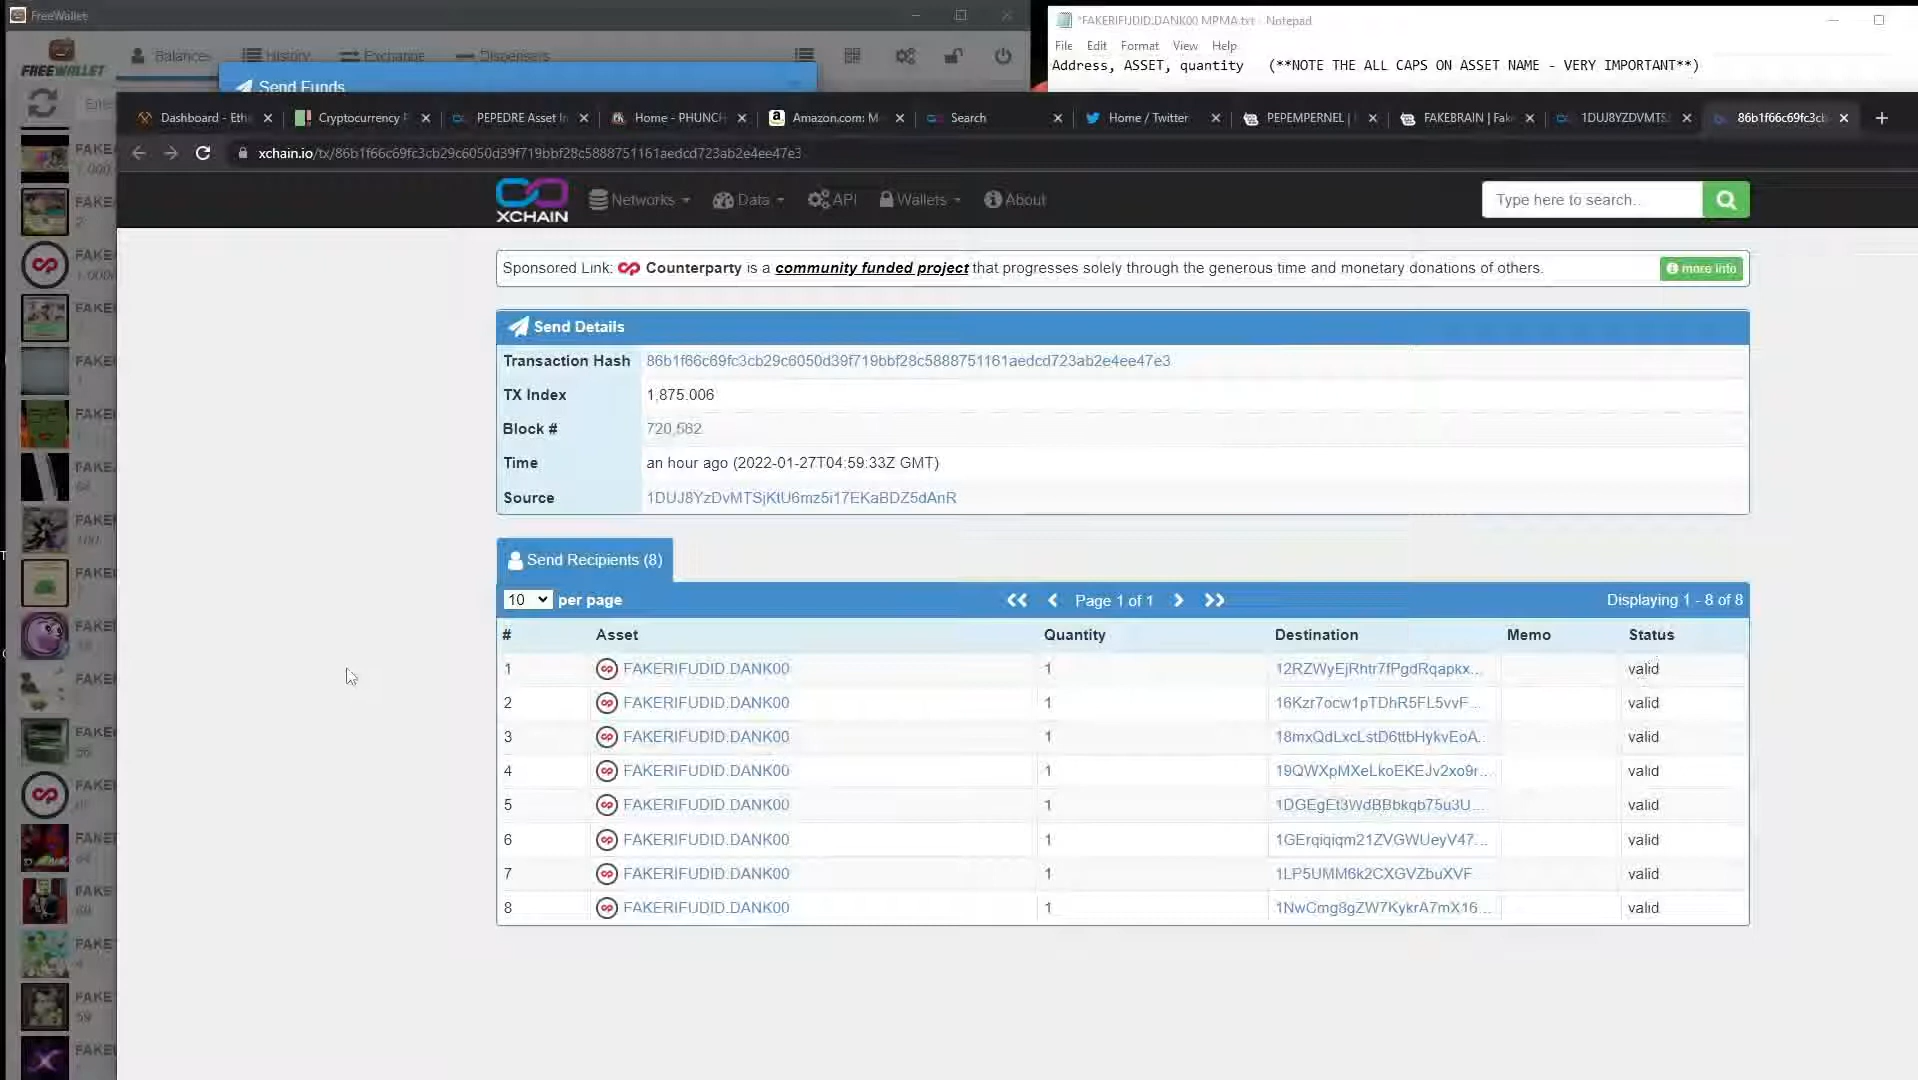 FreeWallet
*FAKERIFUDID.DANK00 MPMA.txt - Notepad
File Edit Format View Help
Address, ASSET, quantity (**NOTE THE ALL CAPS ON ASSET NAME - VERY IMPORTANT**)
FREEWALLET Balances History Exchange Dispensers
Send Funds
Dashboard - Eth
Cryptocurrency
PEPEDRE Asset
Home - PHUNCH
Amazon.com: M
Search
Home / Twitter
PEPEMPERNEL |
FAKEBRAIN | Fak
1DUJ8YZDVMTS
86b1f66c69fc3cb
xchain.io/tx/86b1f66c69fc3cb29c6050d39f719bbf28c5888751161aedcd723ab2e4ee47e3
XCHAIN Networks Data API Wallets About Type here to search..
Sponsored Link: Counterparty is a community funded project that progresses solely through the generous time and monetary donations of others. more info
Send Details
Transaction Hash 86b1f66c69fc3cb29c6050d39f719bbf28c5888751161aedcd723ab2e4ee47e3
TX Index 1,875,006
Block # 720,562
Time an hour ago (2022-01-27T04:59:33Z GMT)
Source 1DUJ8YzDvMTSjKtU6mz5i17EKaBDZ5dAnR
Send Recipients (8)
10 per page Page 1 of 1 Displaying 1 - 8 of 8
# Asset Quantity Destination Memo Status
1 FAKERIFUDID.DANK00 1 12RZWyEjRhtr7fPgdRqapkx... valid
2 FAKERIFUDID.DANK00 1 16Kzr7ocw1pTDhR5FL5vvF... valid
3 FAKERIFUDID.DANK00 1 18mxQdLxcLstD6ttbHykvEoA.. valid
4 FAKERIFUDID.DANK00 1 19QWXpMXeLkoEKEJv2xo9r... valid
5 FAKERIFUDID.DANK00 1 1DGEgEt3WdBBbkqb75u3U... valid
6 FAKERIFUDID.DANK00 1 1GErqiqiqm21ZVGWUeyV47... valid
7 FAKERIFUDID.DANK00 1 1LP5UMM6k2CXGVZbuXVF valid
8 FAKERIFUDID.DANK00 1 1NwCmg8gZW7KykrA7mX16... valid